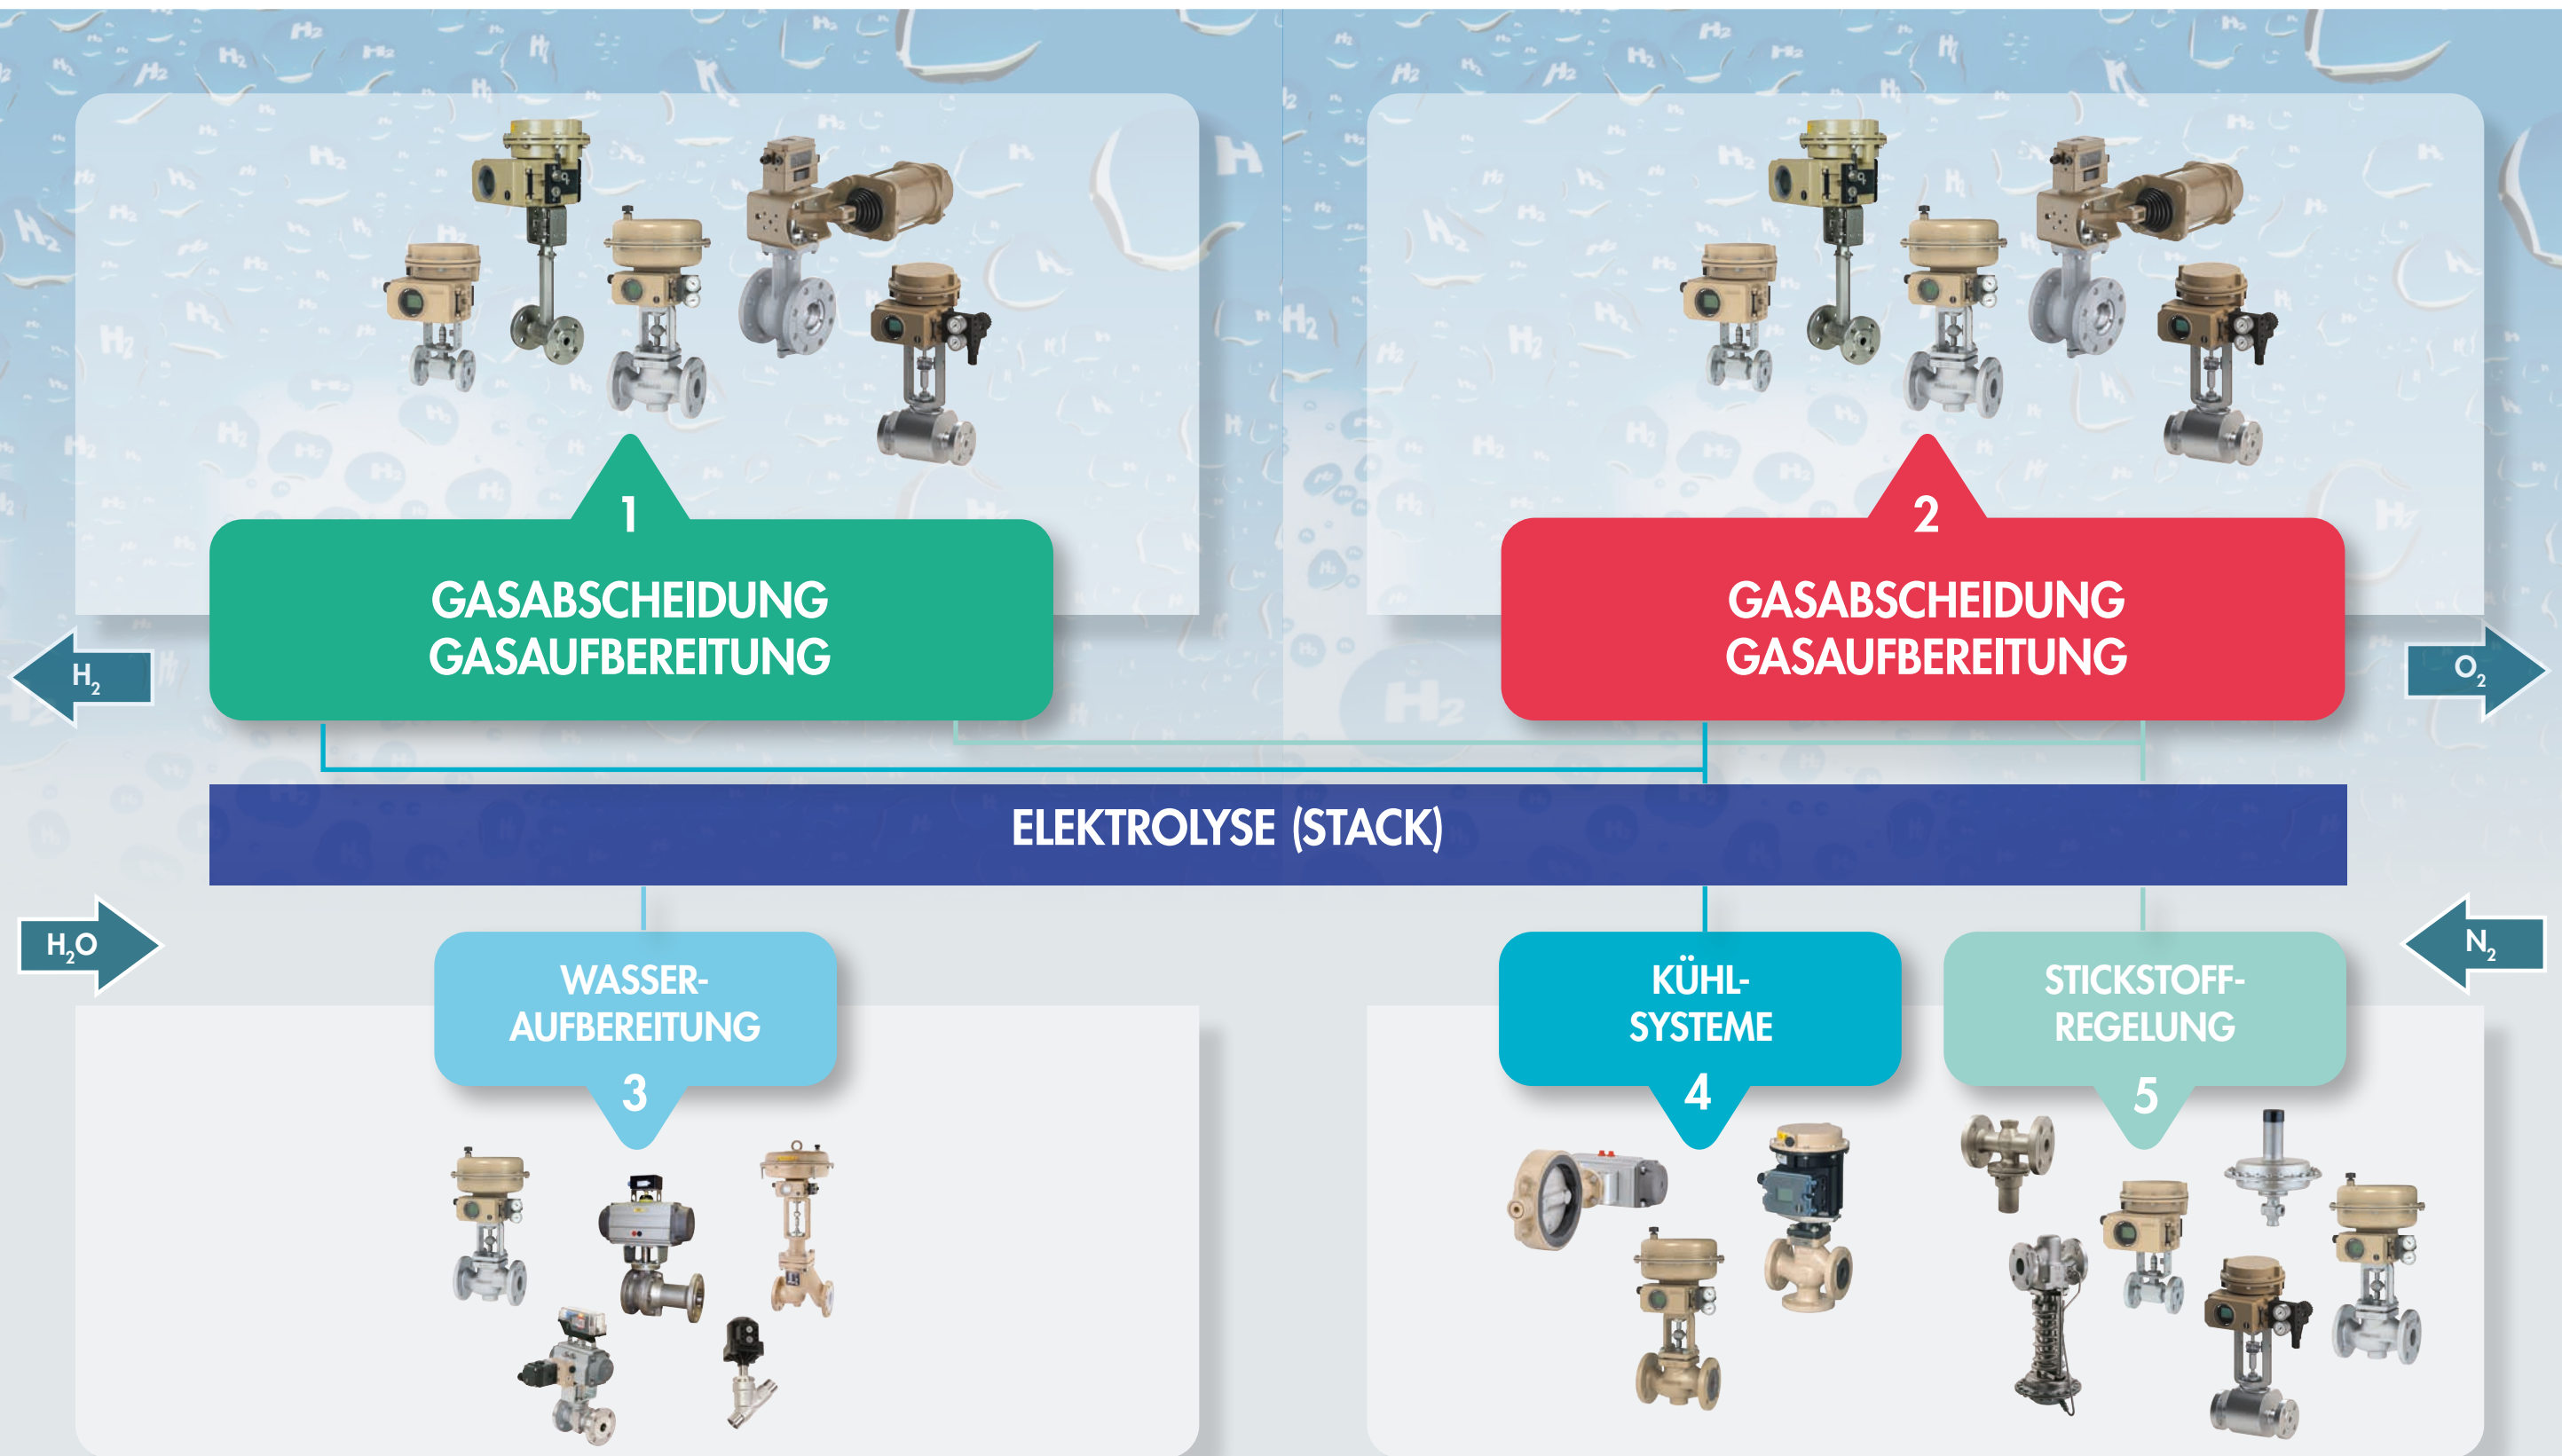 1
GASABSCHEIDUNG
GASAUFBEREITUNG
2
GASABSCHEIDUNG
GASAUFBEREITUNG
H₂
O₂
ELEKTROLYSE (STACK)
H₂O
N₂
WASSER-
AUFBEREITUNG
3
KÜHL-
SYSTEME
4
STICKSTOFF-
REGELUNG
5